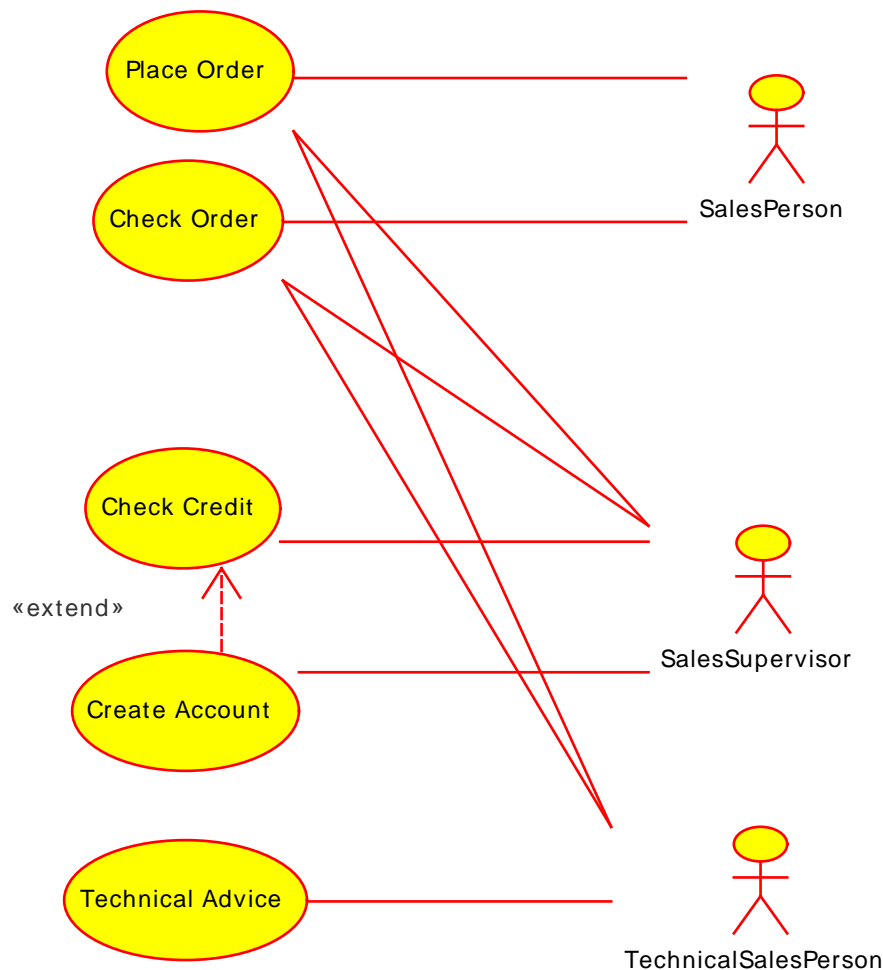 Place Order
Check Order
SalesPerson
Check Credit
«extend»
SalesSupervisor
Create Account
Technical Advice
TechnicalSalesPerson